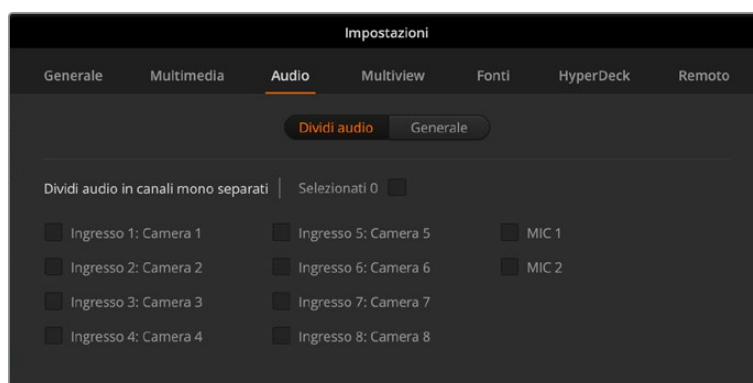 Impostazioni
Generale Multimedia Audio Multiview Fonti HyperDeck Remoto
Dividi audio Generale
Dividi audio in canali mono separati Selezionati 0
Ingresso 1: Camera 1 Ingresso 5: Camera 5 MIC 1
Ingresso 2: Camera 2 Ingresso 6: Camera 6 MIC 2
Ingresso 3: Camera 3 Ingresso 7: Camera 7
Ingresso 4: Camera 4 Ingresso 8: Camera 8